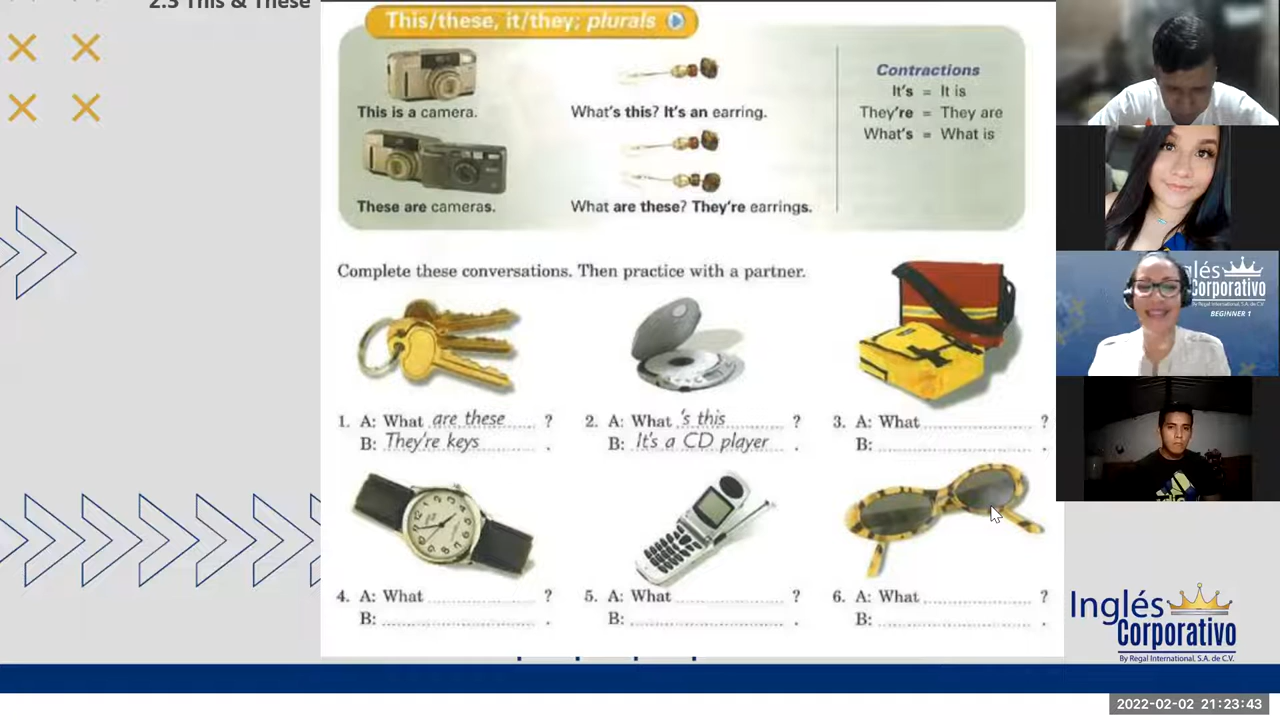 2.3 This & These
This/these, it/they; plurals
This is a camera.
What's this? It's an earring.
These are cameras.
What are these? They're earrings.
Contractions
It's = It is
They're = They are
What's = What is
Complete these conversations. Then practice with a partner.
1. A: What are these ?
B: They're keys .
2. A: What 's this ?
B: It's a CD player .
3. A: What ?
B: .
4. A: What ?
B: .
5. A: What ?
B: .
6. A: What ?
B: .
glés
Corporativo
By Regal International, S.A. de C.V.
BEGINNER 1
Inglés
Corporativo
By Regal International, S.A. de C.V.
2022-02-02 21:23:43